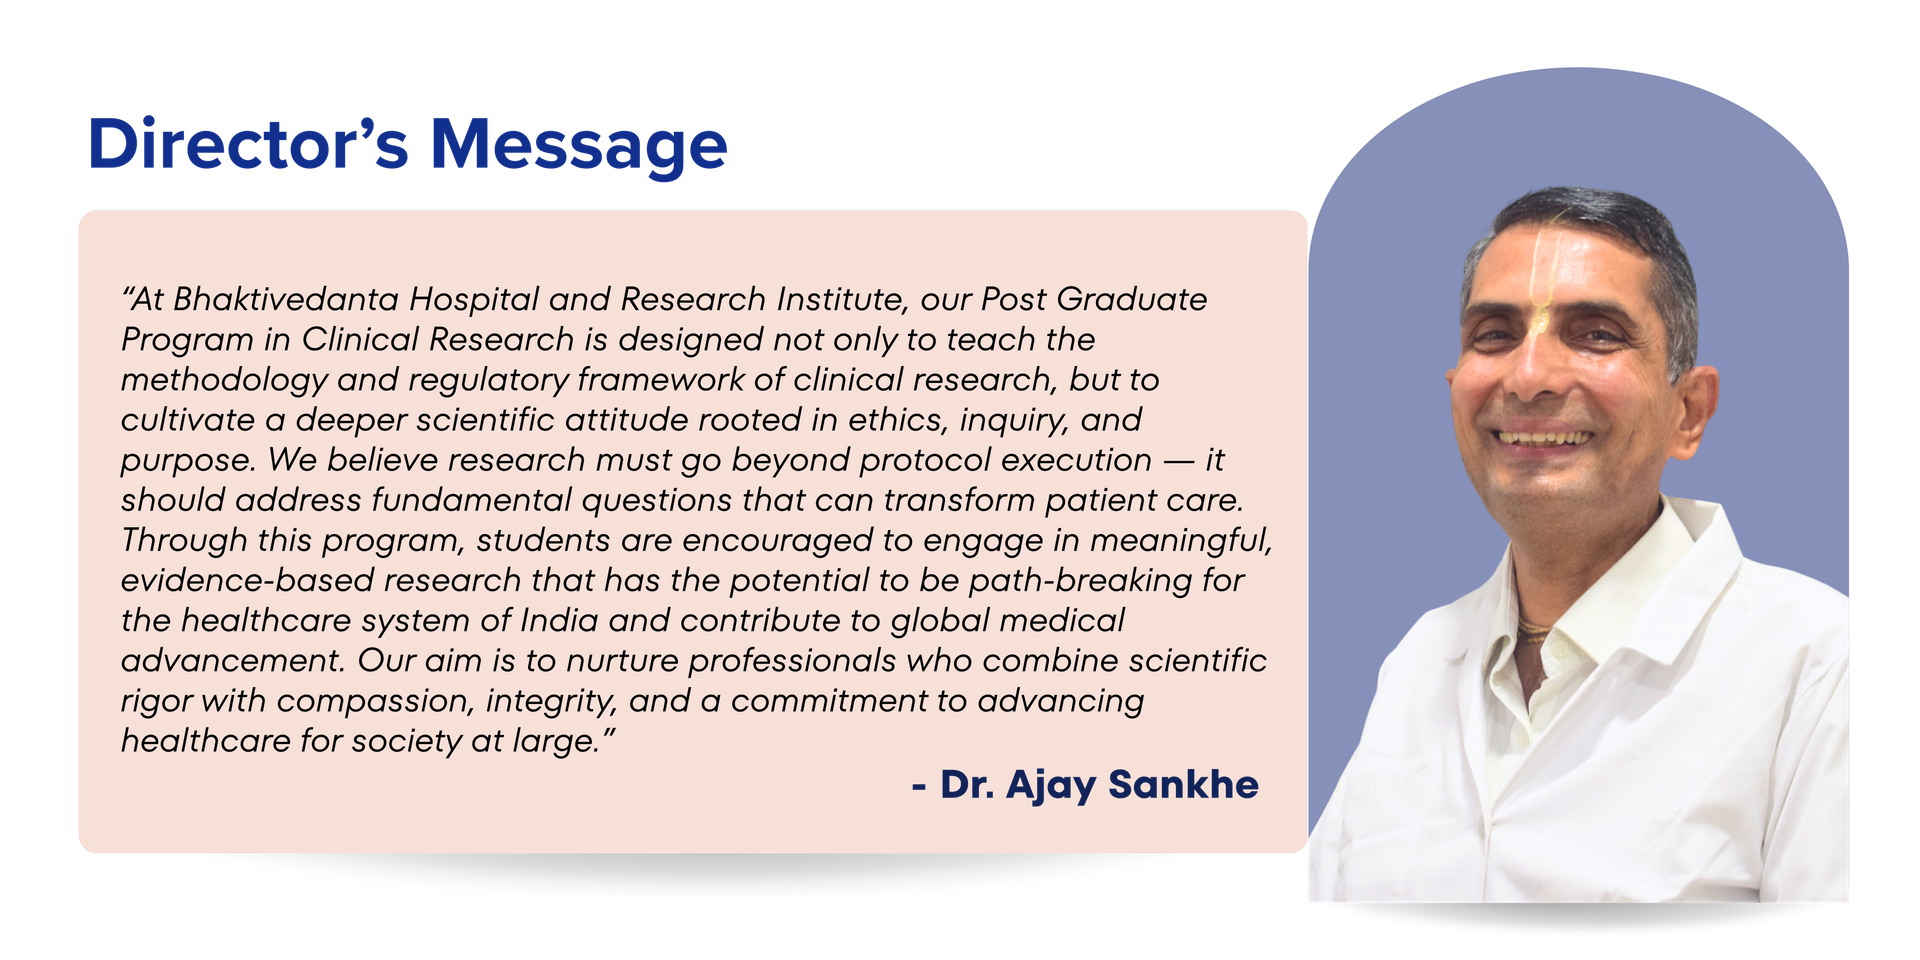 Director’s Message
“At Bhaktivedanta Hospital and Research Institute, our Post Graduate
Program in Clinical Research is designed not only to teach the
methodology and regulatory framework of clinical research, but to
cultivate a deeper scientific attitude rooted in ethics, inquiry, and
purpose. We believe research must go beyond protocol execution — it
should address fundamental questions that can transform patient care.
Through this program, students are encouraged to engage in meaningful,
evidence-based research that has the potential to be path-breaking for
the healthcare system of India and contribute to global medical
advancement. Our aim is to nurture professionals who combine scientific
rigor with compassion, integrity, and a commitment to advancing
healthcare for society at large.”
- Dr. Ajay Sankhe